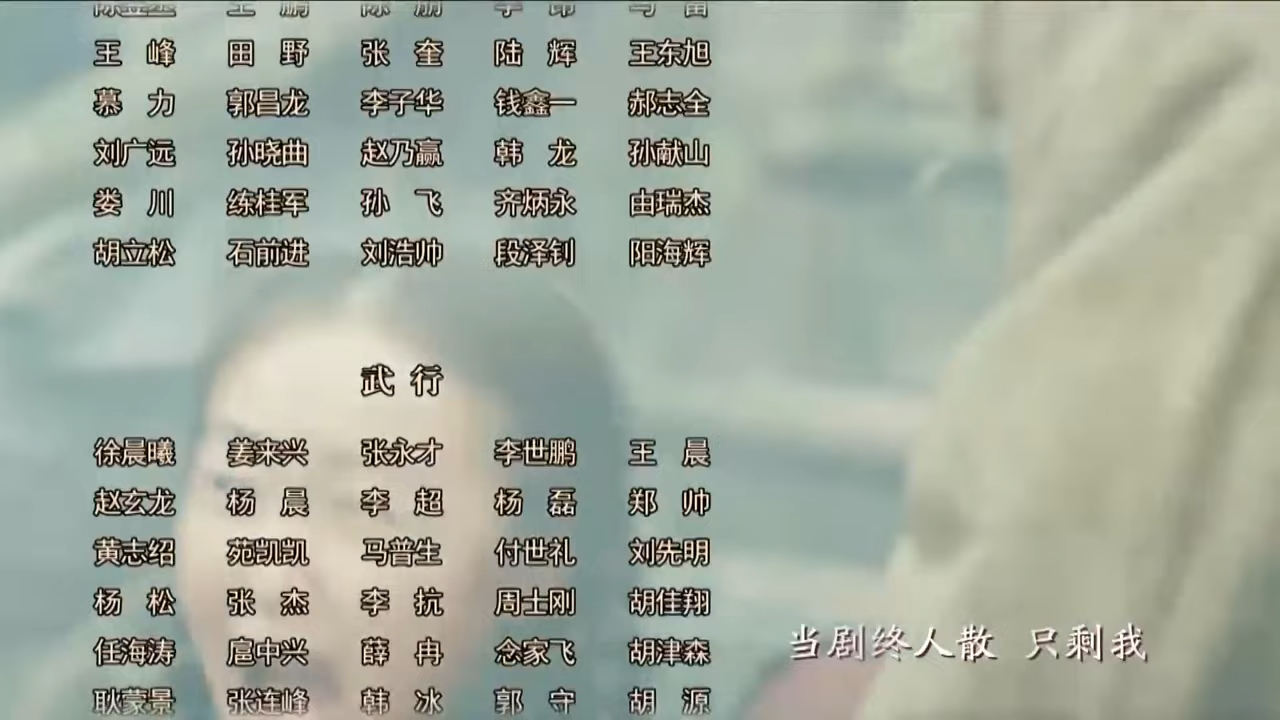 王峰 田野 张奎 陆辉 王东旭
慕力 郭昌龙 李子华 钱鑫一 郝志全
刘广远 孙晓曲 赵乃赢 韩龙 孙献山
娄川 练桂军 孙飞 齐炳永 由瑞杰
胡立松 石前进 刘浩帅 段泽钊 阳海辉
武行
徐晨曦 姜来兴 张永才 李世鹏 王晨
赵玄龙 杨晨 李超 杨磊 郑帅
黄志绍 苑凯凯 马普生 付世礼 刘先明
杨松 张杰 李抗 周士刚 胡佳翔
任海涛 扈中兴 薛冉 念家飞 胡津森
耿蒙景 张连峰 韩冰 郭守 胡源
当剧终人散 只剩我